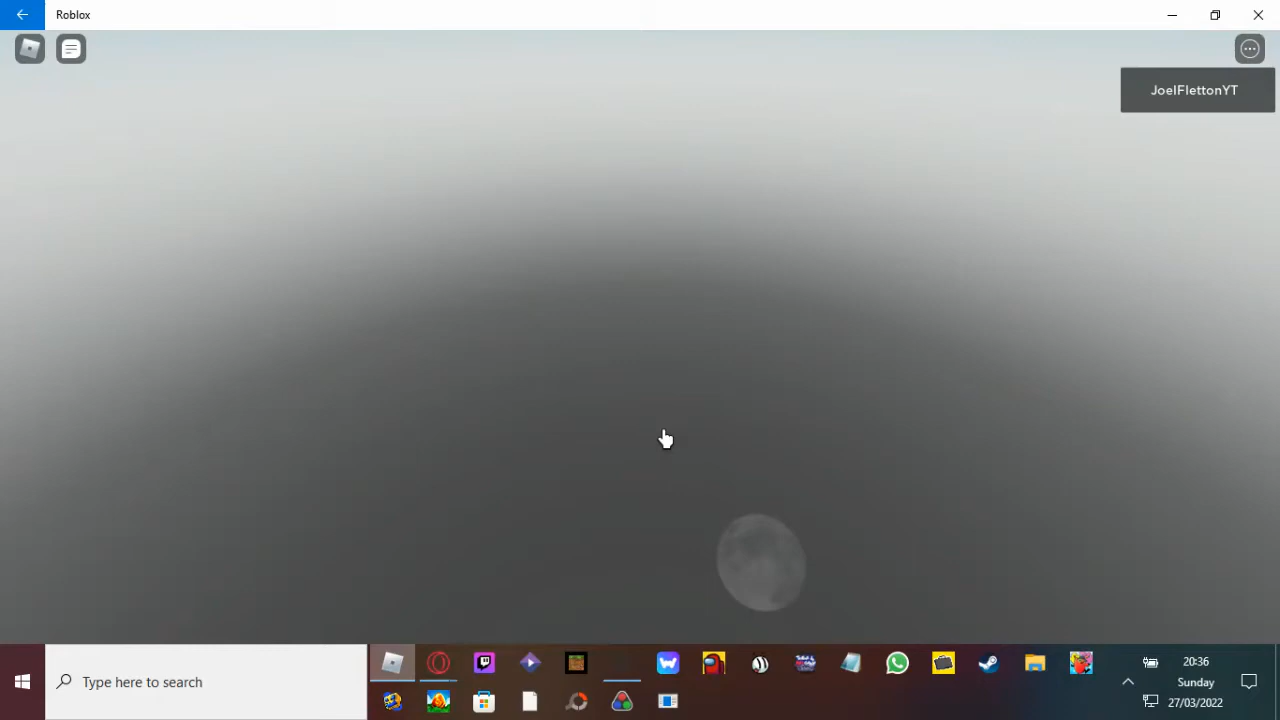 Roblox
JoelFlettonYT
Type here to search
20:36
Sunday
27/03/2022